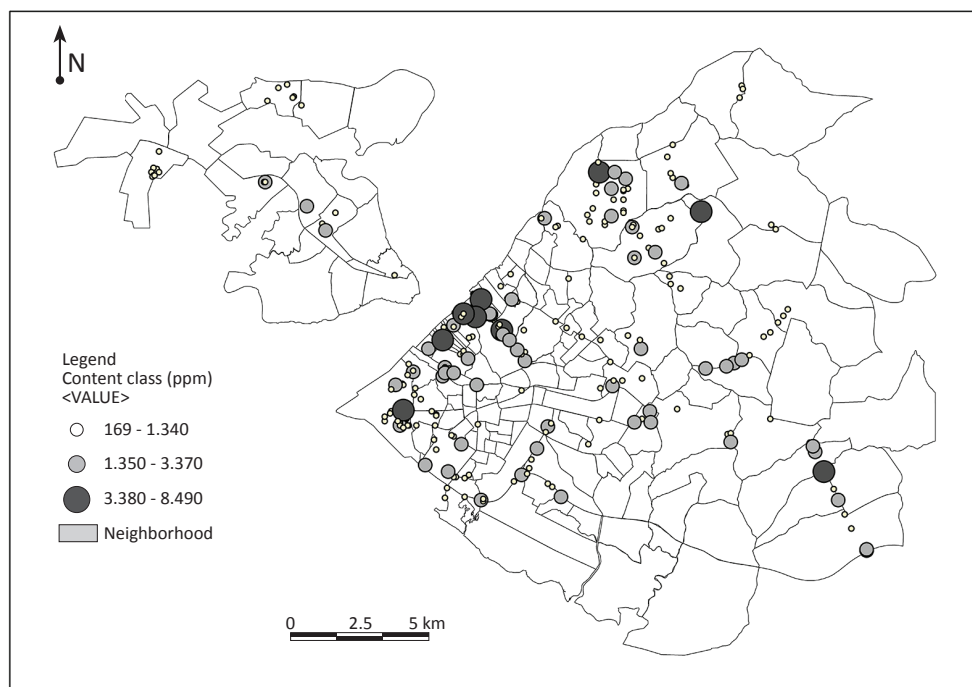 N
Legend
Content class (ppm)
<VALUE>
169 - 1.340
1.350 - 3.370
3.380 - 8.490
Neighborhood
0 2.5 5 km